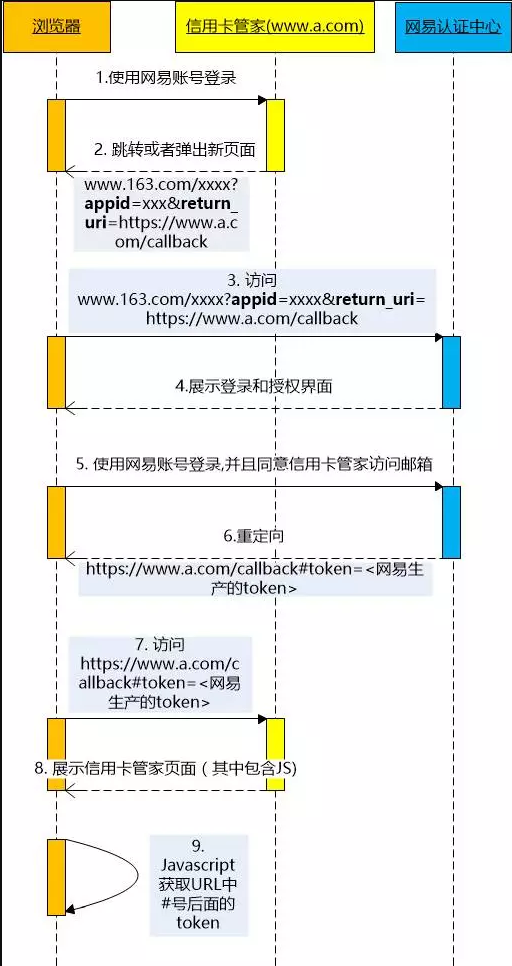 浏览器
信用卡管家(www.a.com)
网易认证中心
1.使用网易账号登录
2. 跳转或者弹出新页面
www.163.com/xxxx?
appid=xxx&return_
uri=https://www.a.c
om/callback
3. 访问
www.163.com/xxxx?appid=xxxx&return_uri=
https://www.a.com/callback
4.展示登录和授权界面
5. 使用网易账号登录,并且同意信用卡管家访问邮箱
6.重定向
https://www.a.com/callback#token=<网易生
产的token>
7. 访问
https://www.a.com/c
allback#token=<网易
生产的token>
8. 展示信用卡管家页面（其中包含JS)
9.
Javascript
获取URL中
#号后面的
token